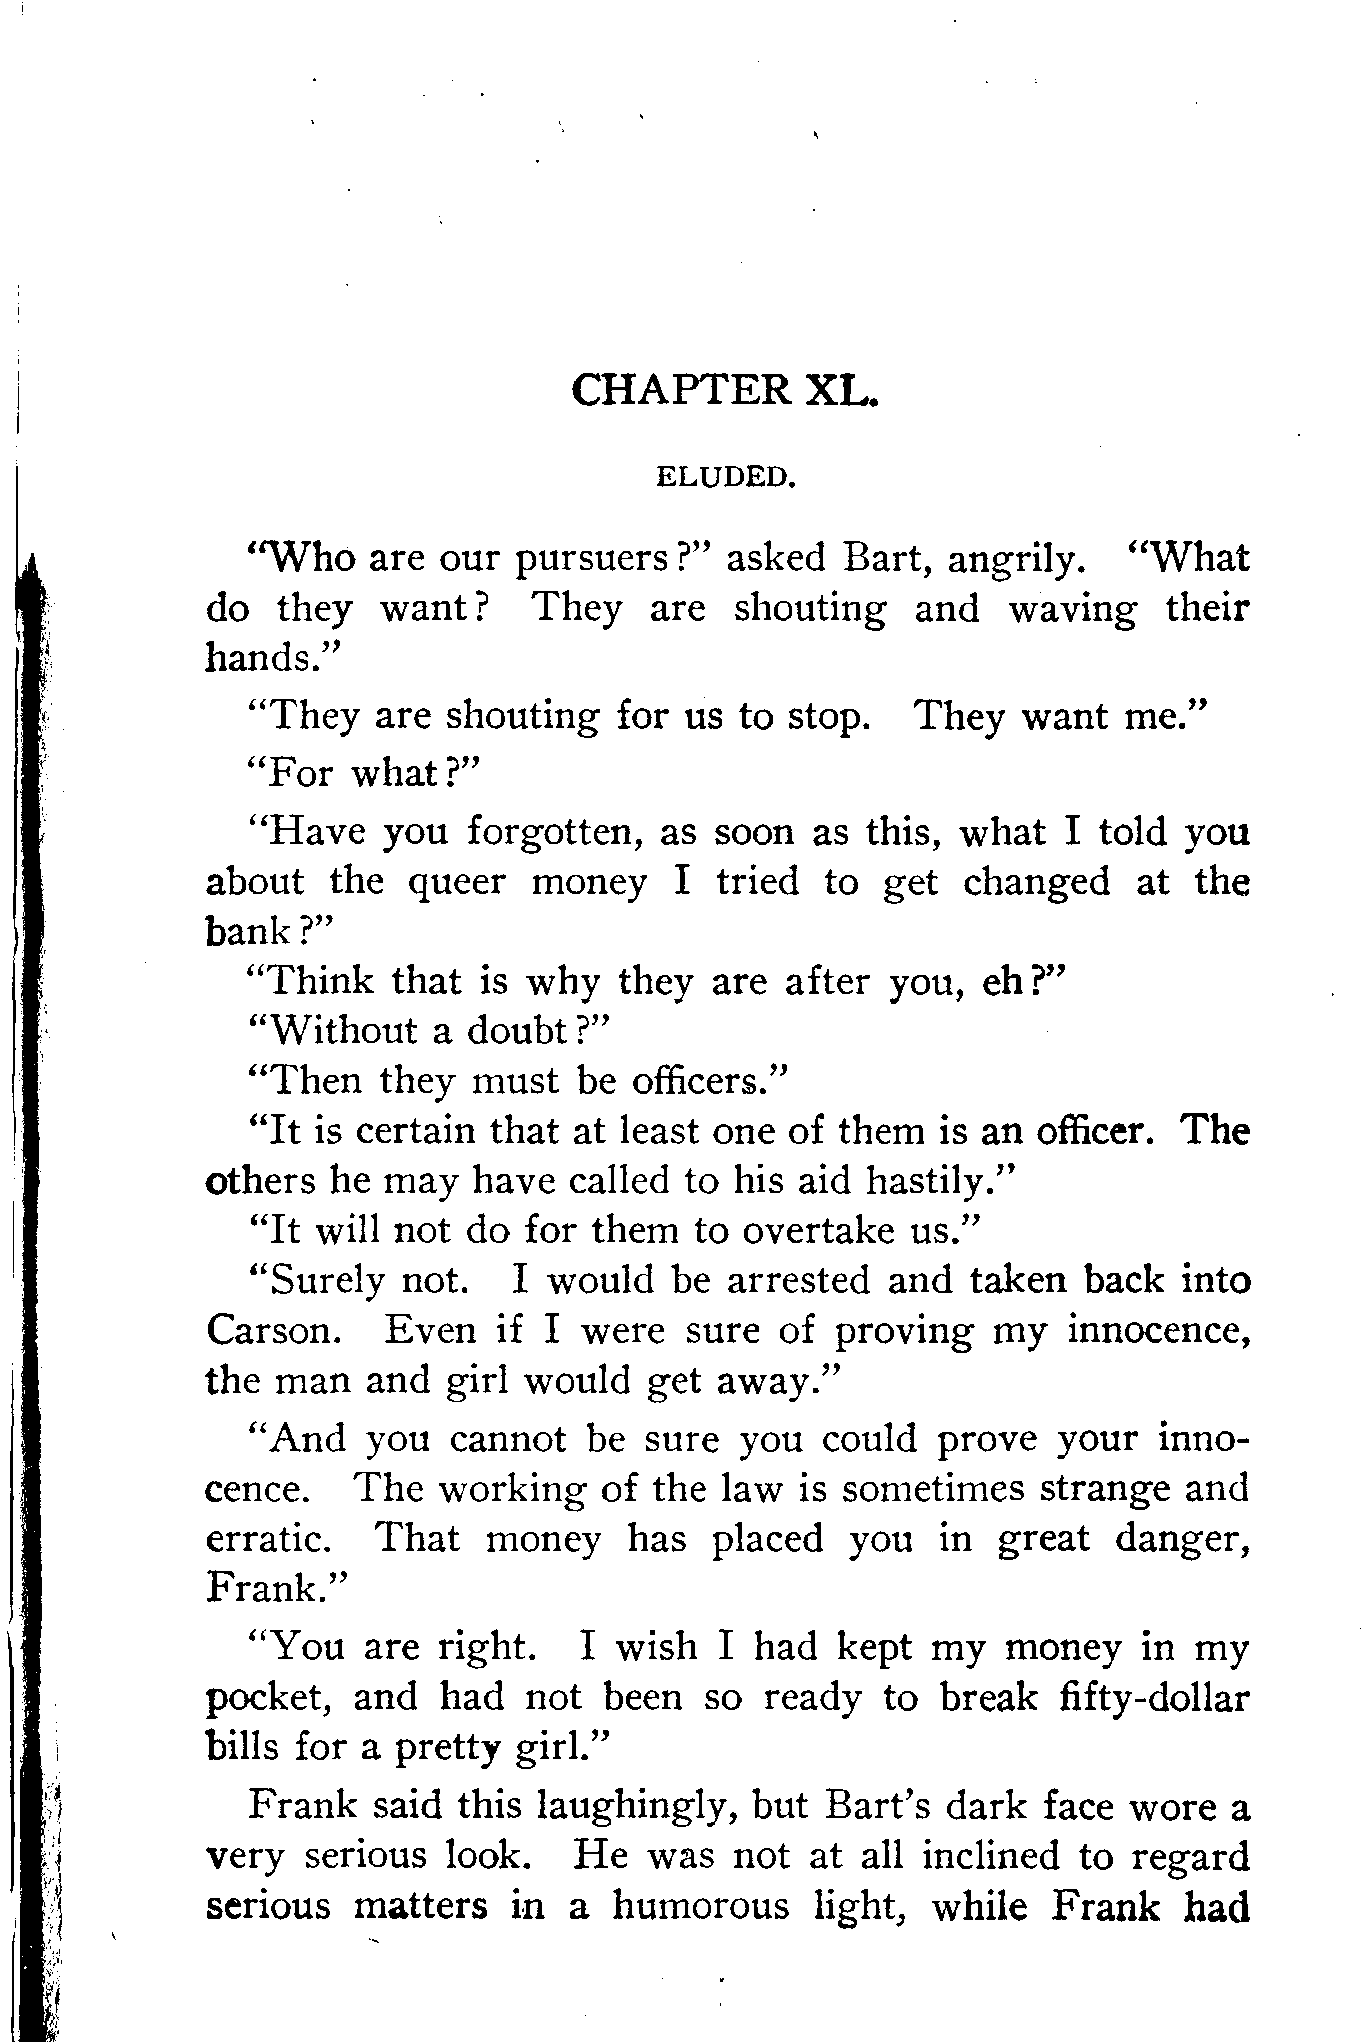 CHAPTER XL.
ELUDED.
“Who are our pursuers?” asked Bart, angrily. “What
do they want? They are shouting and waving their
hands.”
“They are shouting for us to stop. They want me.”
“For what?”
“Have you forgotten, as soon as this, what I told you
about the queer money I tried to get changed at the
bank?”
“Think that is why they are after you, eh?”
“Without a doubt?”
“Then they must be officers.”
“It is certain that at least one of them is an officer. The
others he may have called to his aid hastily.”
“It will not do for them to overtake us.”
“Surely not. I would be arrested and taken back into
Carson. Even if I were sure of proving my innocence,
the man and girl would get away.”
“And you cannot be sure you could prove your inno-
cence. The working of the law is sometimes strange and
erratic. That money has placed you in great danger,
Frank.”
“You are right. I wish I had kept my money in my
pocket, and had not been so ready to break fifty-dollar
bills for a pretty girl.”
Frank said this laughingly, but Bart’s dark face wore a
very serious look. He was not at all inclined to regard
serious matters in a humorous light, while Frank had